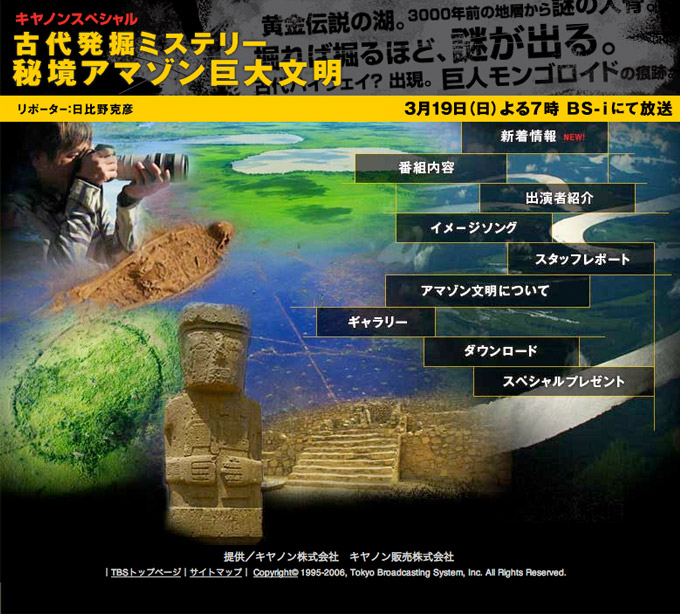 キヤノンスペシャル
古代発掘ミステリー
秘境アマゾン巨大文明
黄金伝説の湖。3000年前の地層から謎の人骨。
掘れば掘るほど、謎が出る。
古代ハイウェイ? 出現。巨人モンゴロイドの痕跡。
リポーター:日比野克彦
3月19日(日)よる7時 BS-iにて放送
新着情報 NEW!
番組内容
出演者紹介
イメージソング
スタッフレポート
アマゾン文明について
ギャラリー
ダウンロード
スペシャルプレゼント
提供/キヤノン株式会社 キヤノン販売株式会社
| TBSトップページ | サイトマップ | Copyright© 1995-2006, Tokyo Broadcasting System, Inc. All Rights Reserved.